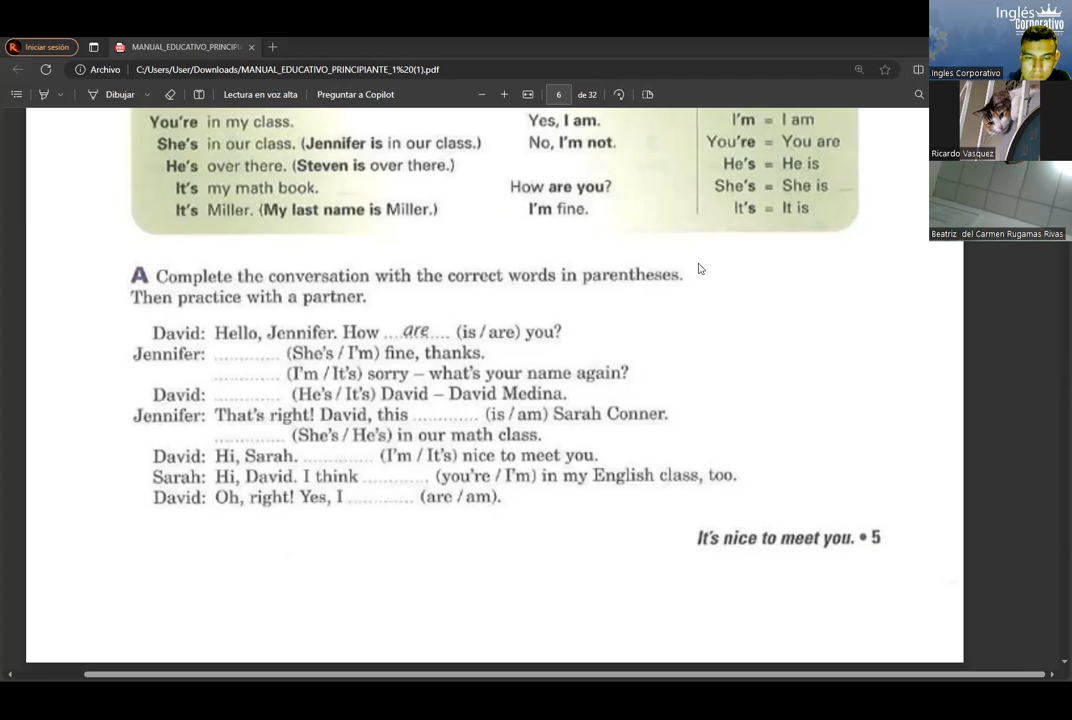 Iniciar sesión
MANUAL_EDUCATIVO_PRINCIPI
Archivo
C:/Users/User/Downloads/MANUAL_EDUCATIVO_PRINCIPIANTE_1%20(1).pdf
Dibujar
Lectura en voz alta
Preguntar a Copilot
6
de 32
Inglés
Corporativo
Ingles Corporativo
Ricardo Vasquez
Beatriz del Carmen Rugamas Rivas
You're in my class.
She's in our class. (Jennifer is in our class.)
He's over there. (Steven is over there.)
It's my math book.
It's Miller. (My last name is Miller.)
Yes, I am.
No, I'm not.
How are you?
I'm fine.
I'm = I am
You're = You are
He's = He is
She's = She is
It's = It is
A Complete the conversation with the correct words in parentheses.
Then practice with a partner.
David: Hello, Jennifer. How ....are.... (is / are) you?
Jennifer: ............ (She's / I'm) fine, thanks.
............ (I'm / It's) sorry – what's your name again?
David: ............ (He's / It's) David – David Medina.
Jennifer: That's right! David, this ............ (is / am) Sarah Conner.
............ (She's / He's) in our math class.
David: Hi, Sarah. ............ (I'm / It's) nice to meet you.
Sarah: Hi, David. I think ............ (you're / I'm) in my English class, too.
David: Oh, right! Yes, I ............ (are / am).
It's nice to meet you. • 5